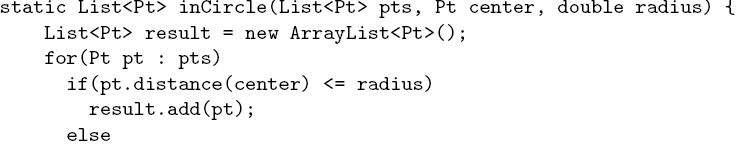 static List<Pt> inCircle(List<Pt> pts, Pt center, double radius) {
    List<Pt> result = new ArrayList<Pt>();
    for(Pt pt : pts)
      if(pt.distance(center) <= radius)
        result.add(pt);
      else